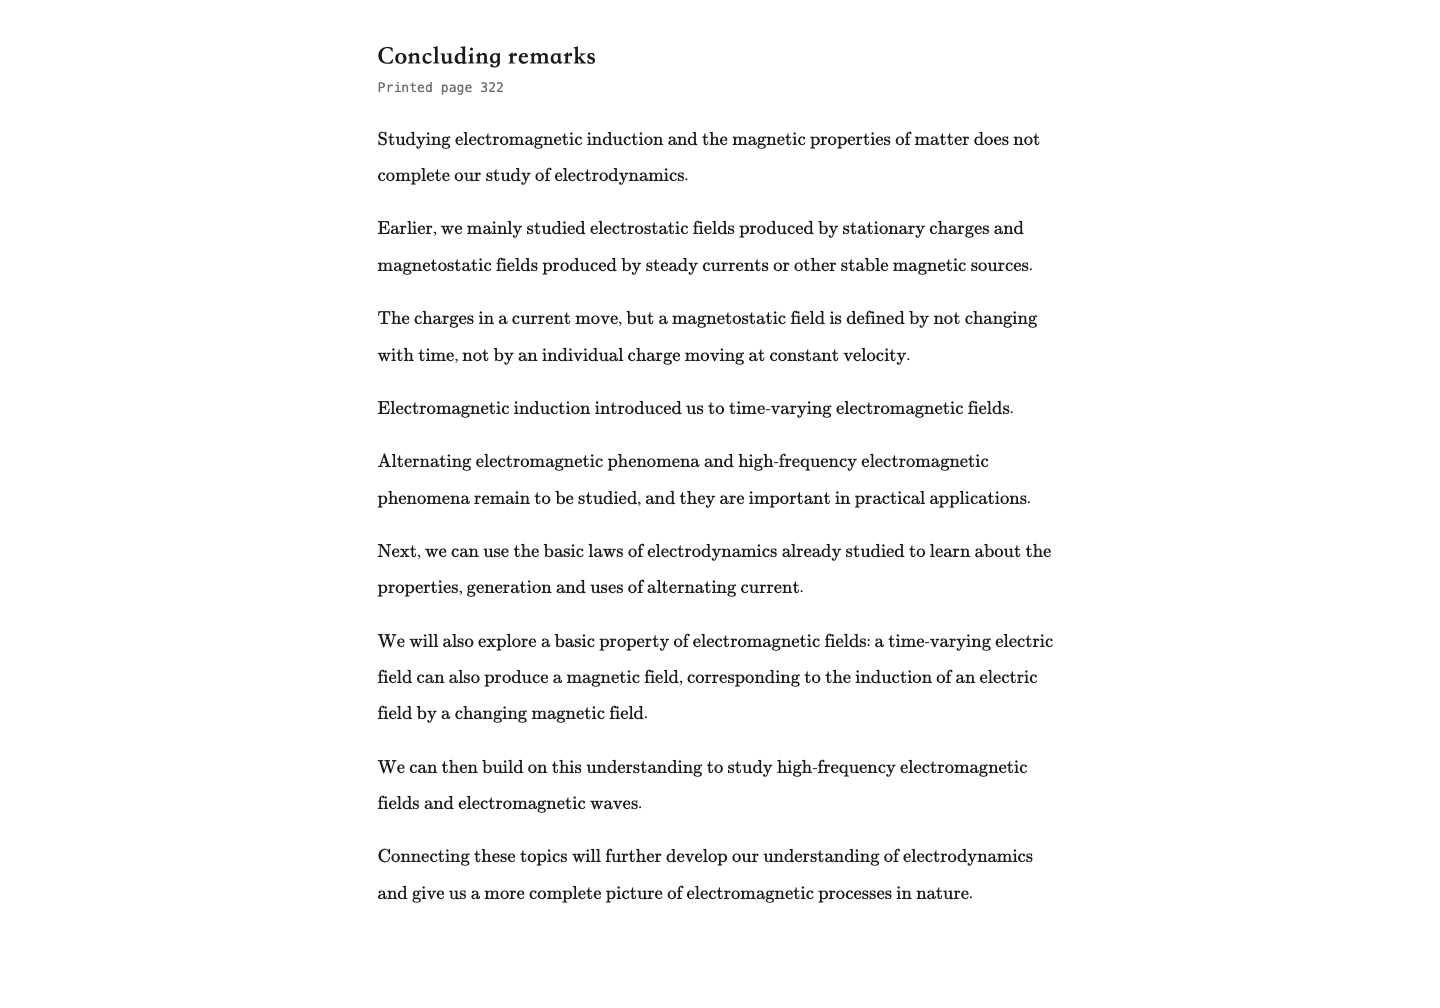 Concluding remarks
Printed page 322
Studying electromagnetic induction and the magnetic properties of matter does not
complete our study of electrodynamics.
Earlier, we mainly studied electrostatic fields produced by stationary charges and
magnetostatic fields produced by steady currents or other stable magnetic sources.
The charges in a current move, but a magnetostatic field is defined by not changing
with time, not by an individual charge moving at constant velocity.
Electromagnetic induction introduced us to time-varying electromagnetic fields.
Alternating electromagnetic phenomena and high-frequency electromagnetic
phenomena remain to be studied, and they are important in practical applications.
Next, we can use the basic laws of electrodynamics already studied to learn about the
properties, generation and uses of alternating current.
We will also explore a basic property of electromagnetic fields: a time-varying electric
field can also produce a magnetic field, corresponding to the induction of an electric
field by a changing magnetic field.
We can then build on this understanding to study high-frequency electromagnetic
fields and electromagnetic waves.
Connecting these topics will further develop our understanding of electrodynamics
and give us a more complete picture of electromagnetic processes in nature.